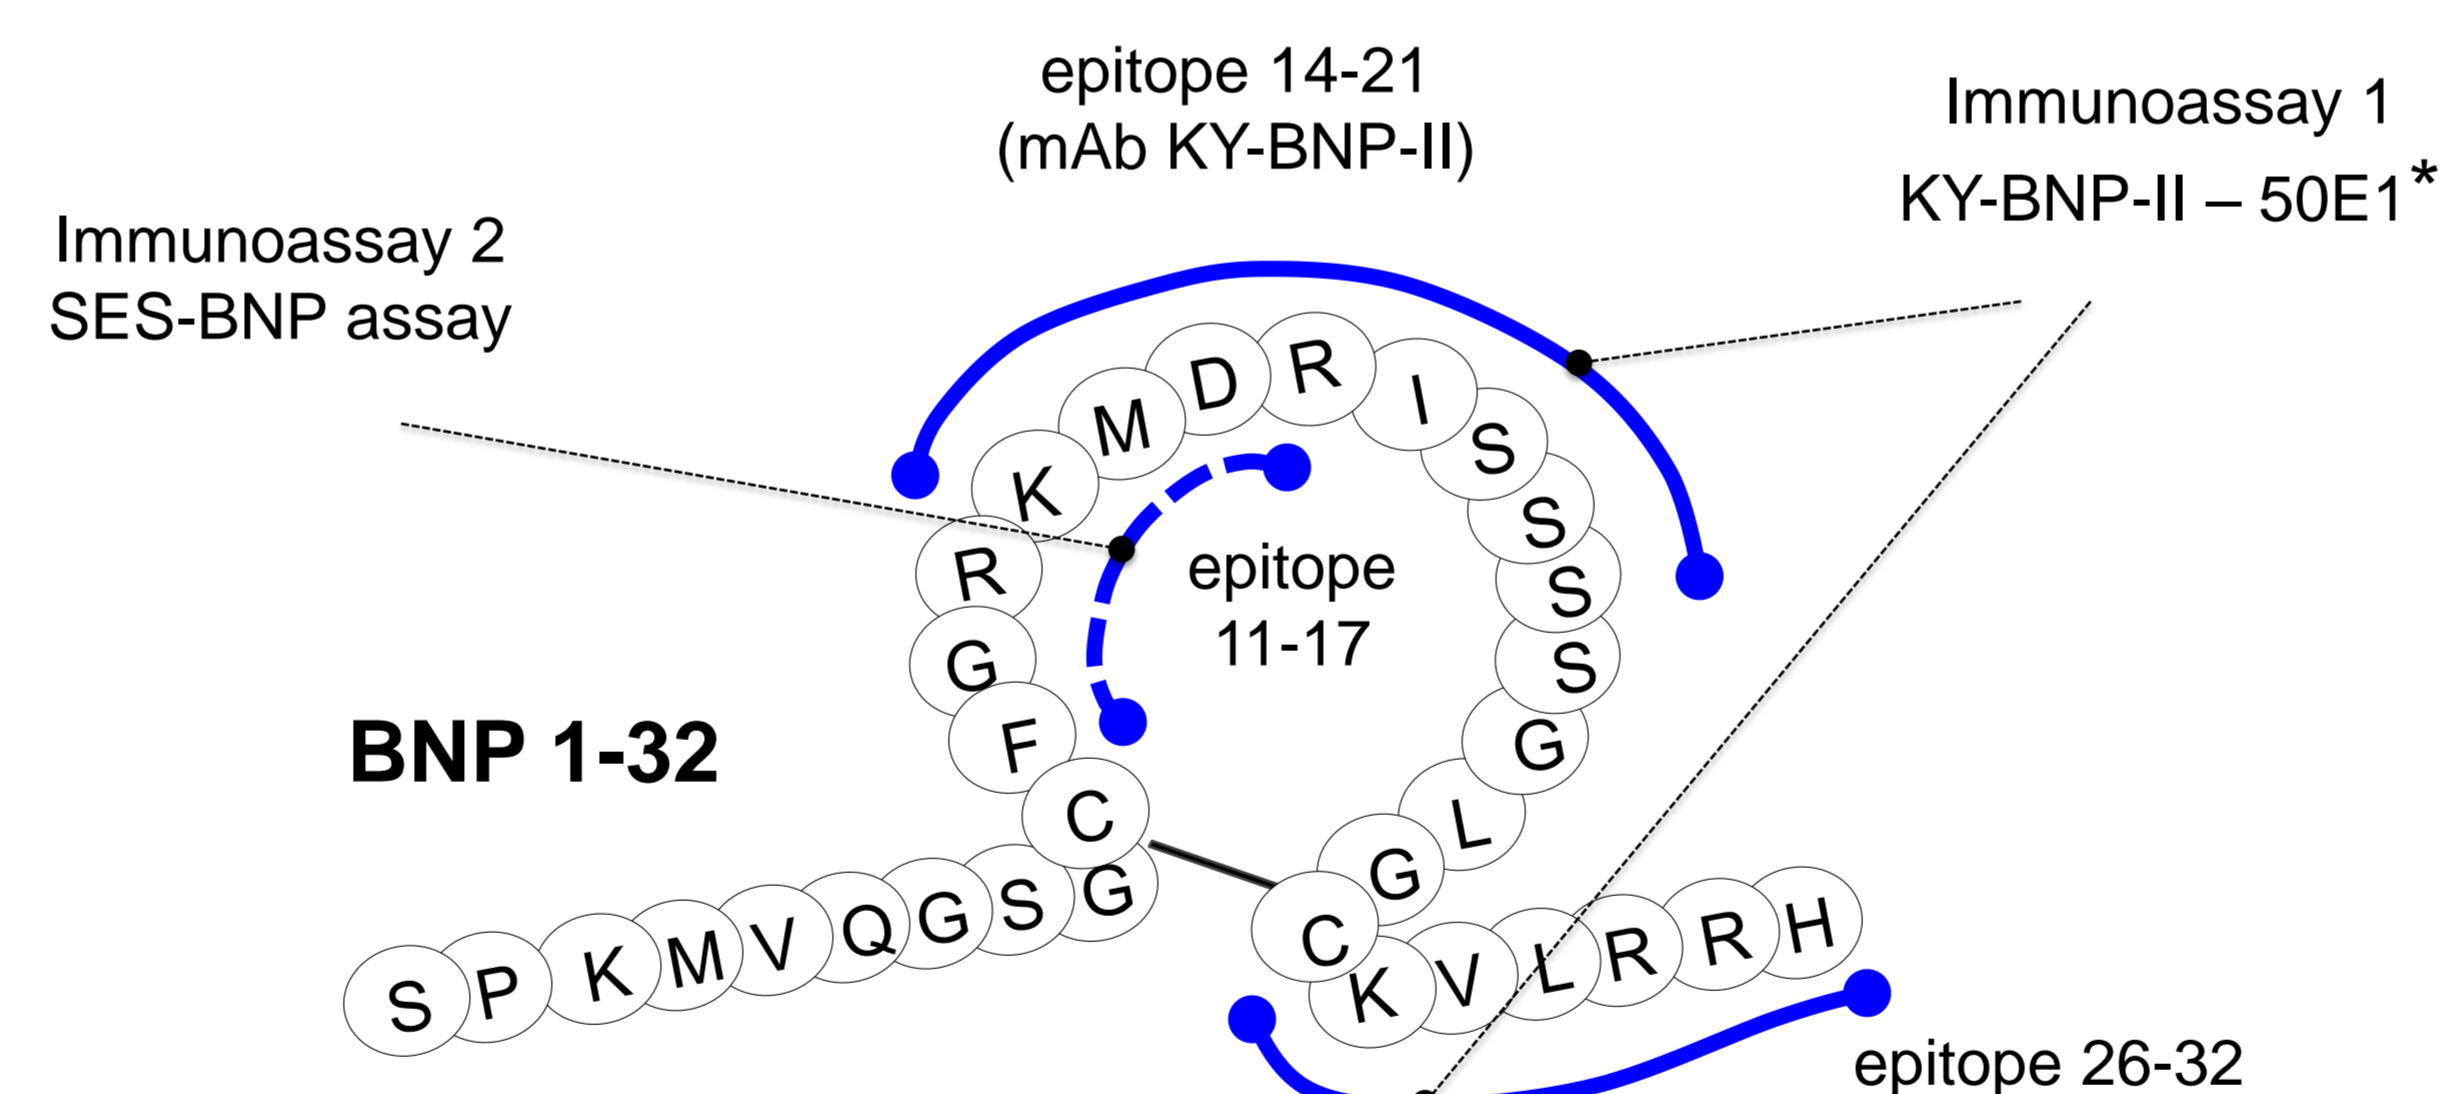 epitope 14-21
(mAb KY-BNP-II)
Immunoassay 1
KY-BNP-II – 50E1*
Immunoassay 2
SES-BNP assay
epitope
11-17
BNP 1-32
S P K M V Q G S G C F G R K M D R I S S S S G L G C K V L R R H
epitope 26-32